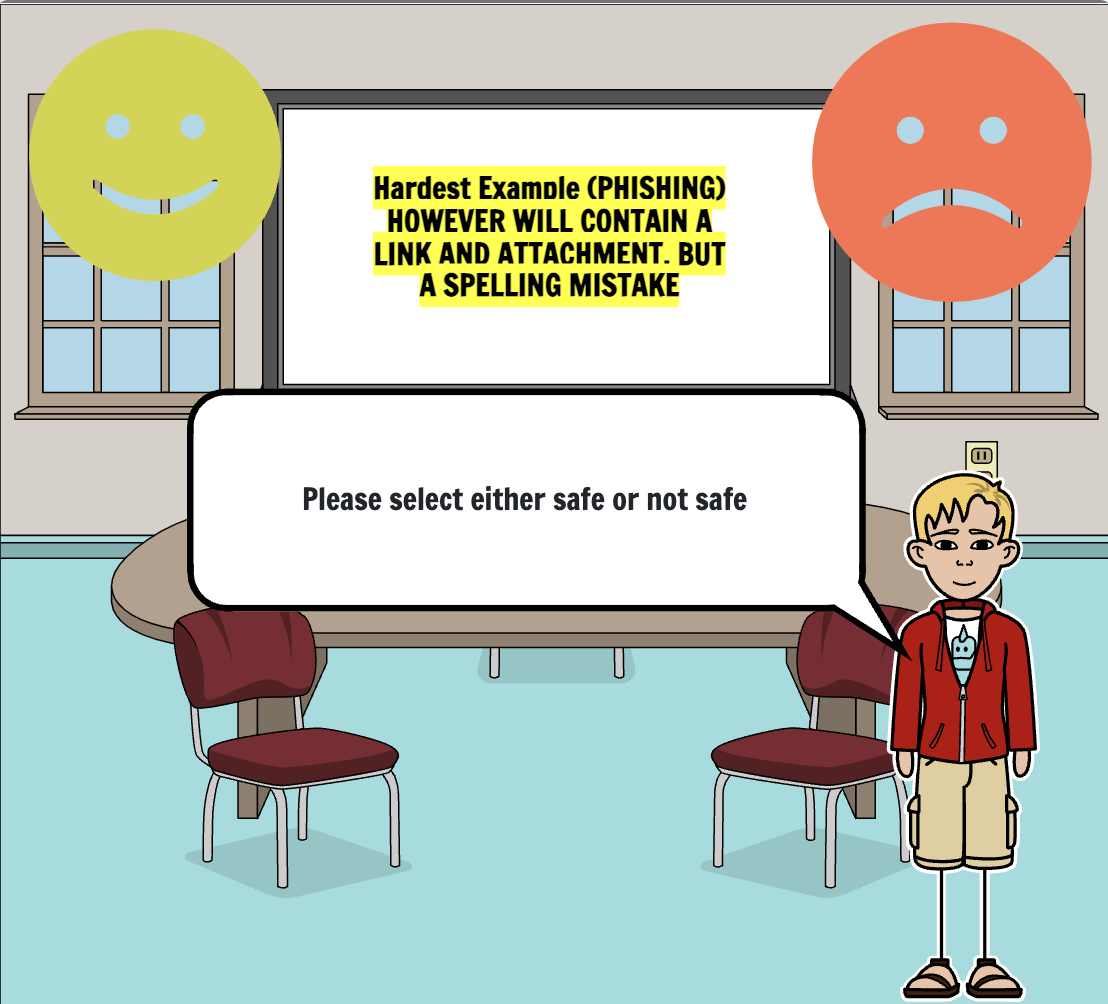 Hardest Example (PHISHING)
HOWEVER WILL CONTAIN A
LINK AND ATTACHMENT. BUT
A SPELLING MISTAKE
Please select either safe or not safe